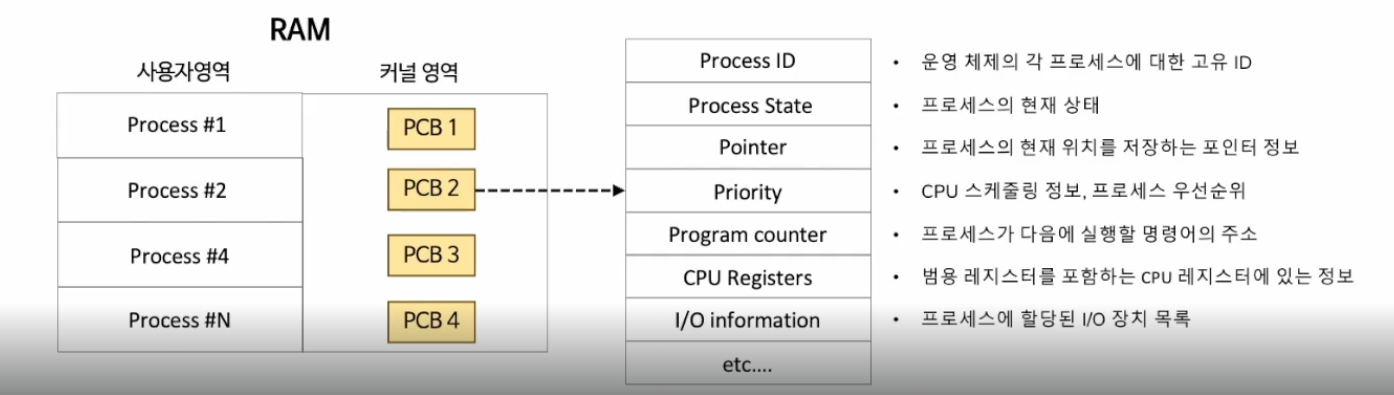 RAM
사용자영역
커널 영역
Process #1
PCB 1
Process #2
PCB 2
Process #4
PCB 3
Process #N
PCB 4
Process ID
• 운영 체제의 각 프로세스에 대한 고유 ID
Process State
• 프로세스의 현재 상태
Pointer
• 프로세스의 현재 위치를 저장하는 포인터 정보
Priority
• CPU 스케줄링 정보, 프로세스 우선순위
Program counter
• 프로세스가 다음에 실행할 명령어의 주소
CPU Registers
• 범용 레지스터를 포함하는 CPU 레지스터에 있는 정보
I/O information
• 프로세스에 할당된 I/O 장치 목록
etc....